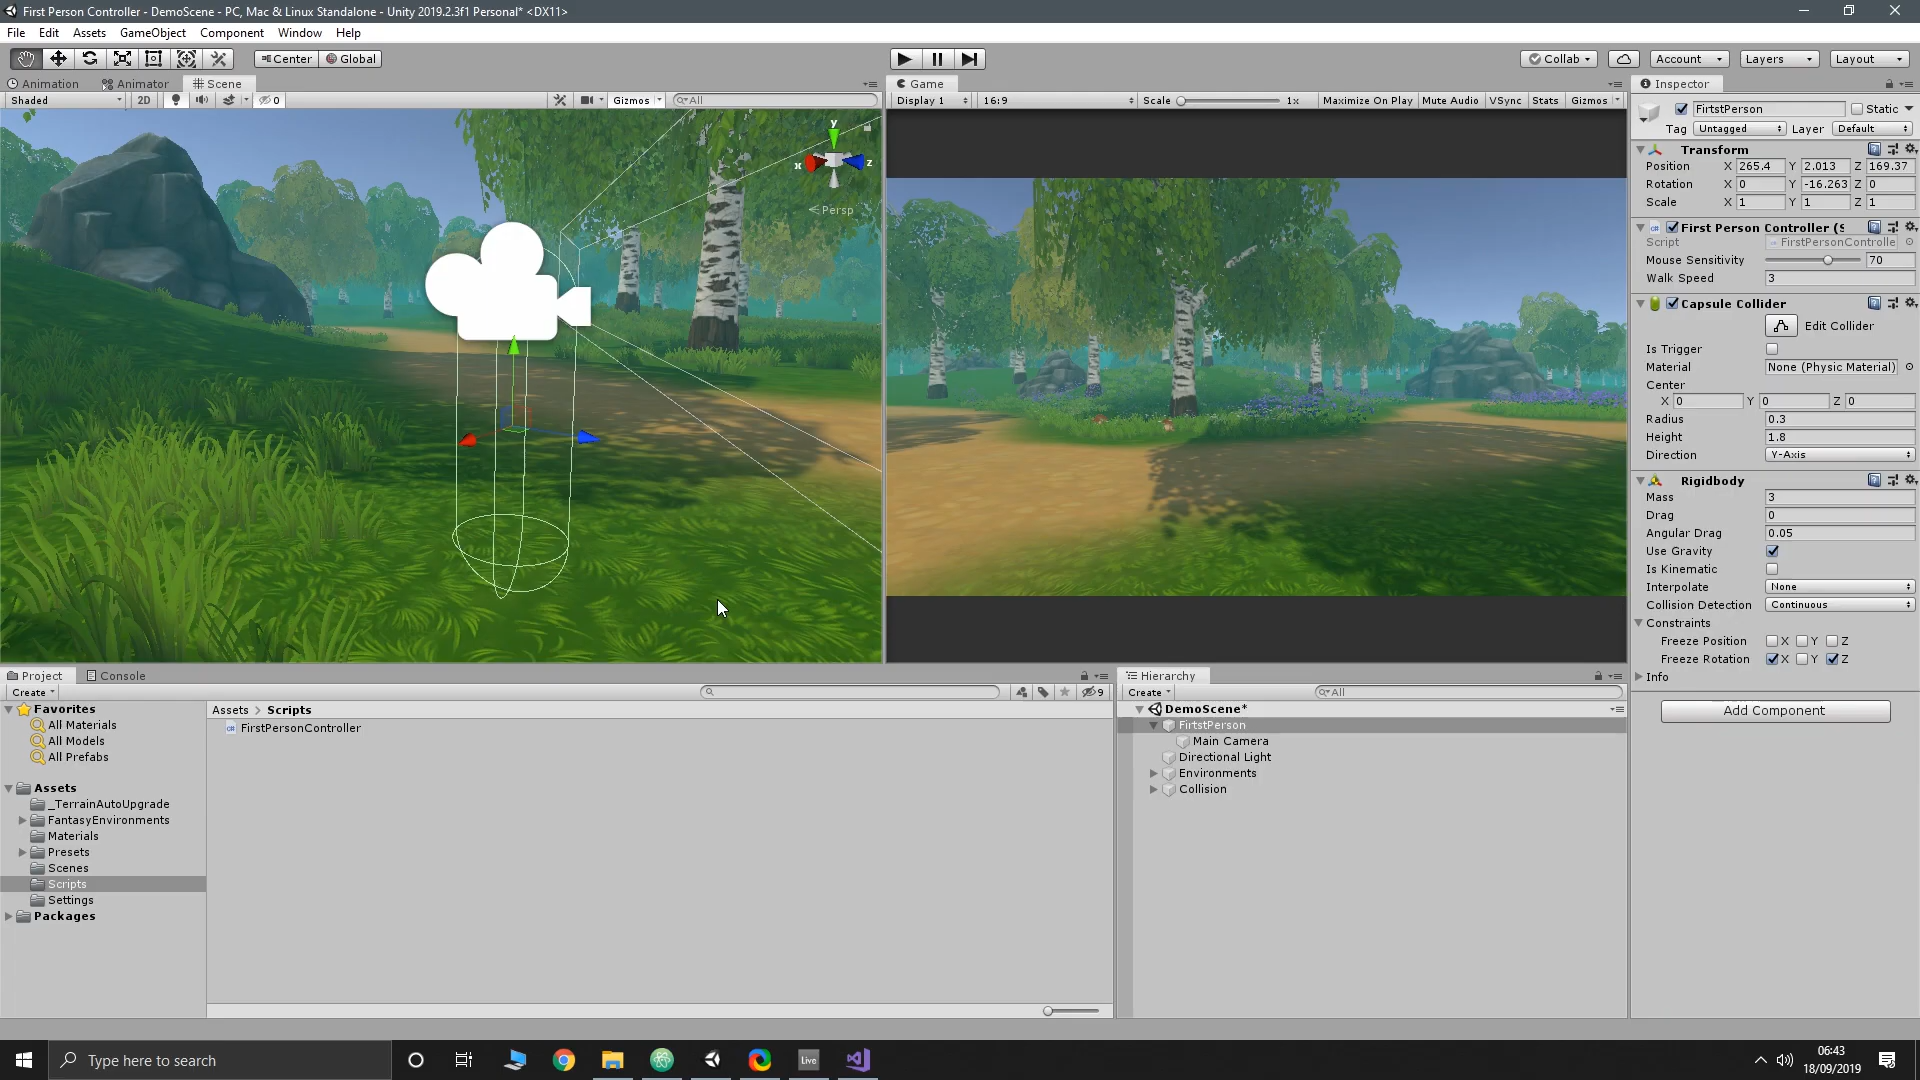 First Person Controller - DemoScene - PC, Mac & Linux Standalone - Unity 2019.2.3f1 Personal* <DX11>
File Edit Assets GameObject Component Window Help
Center Global
Collab Account Layers Layout
Animation Animator Scene
Shaded 2D 0 Gizmos All
y
x z
Persp
Game
Display 1 16:9 Scale 1x Maximize On Play Mute Audio VSync Stats Gizmos
Inspector
FirtstPerson Static
Tag Untagged Layer Default
Transform
Position X 265.4 Y 2.013 Z 169.37
Rotation X 0 Y -16.263 Z 0
Scale X 1 Y 1 Z 1
First Person Controller (S
Script FirstPersonControlle
Mouse Sensitivity 70
Walk Speed 3
Capsule Collider
Edit Collider
Is Trigger
Material None (Physic Material)
Center
X 0 Y 0 Z 0
Radius 0.3
Height 1.8
Direction Y-Axis
Rigidbody
Mass 3
Drag 0
Angular Drag 0.05
Use Gravity
Is Kinematic
Interpolate None
Collision Detection Continuous
Constraints
Freeze Position X Y Z
Freeze Rotation X Y Z
Info
Add Component
Project Console
Create 9
Favorites
All Materials
All Models
All Prefabs
Assets
_TerrainAutoUpgrade
FantasyEnvironments
Materials
Presets
Scenes
Scripts
Settings
Packages
Assets > Scripts
FirstPersonController
Hierarchy
Create All
DemoScene*
FirtstPerson
Main Camera
Directional Light
Environments
Collision
Type here to search
Live
06:43
18/09/2019